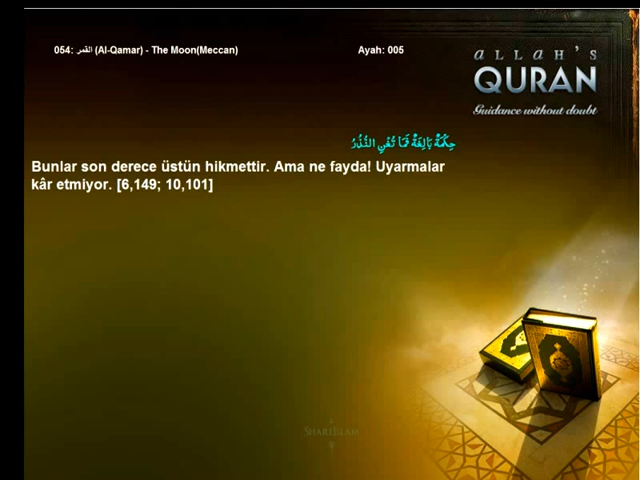 054: القمر (Al-Qamar) - The Moon(Meccan) Ayah: 005
ALLAH'S
QURAN
Guidance without doubt
حِكْمَةٌ بَالِغَةٌ فَمَا تُغْنِ النُّذُرُ
Bunlar son derece üstün hikmettir. Ama ne fayda! Uyarmalar
kâr etmiyor. [6,149; 10,101]
SHAREISLAM